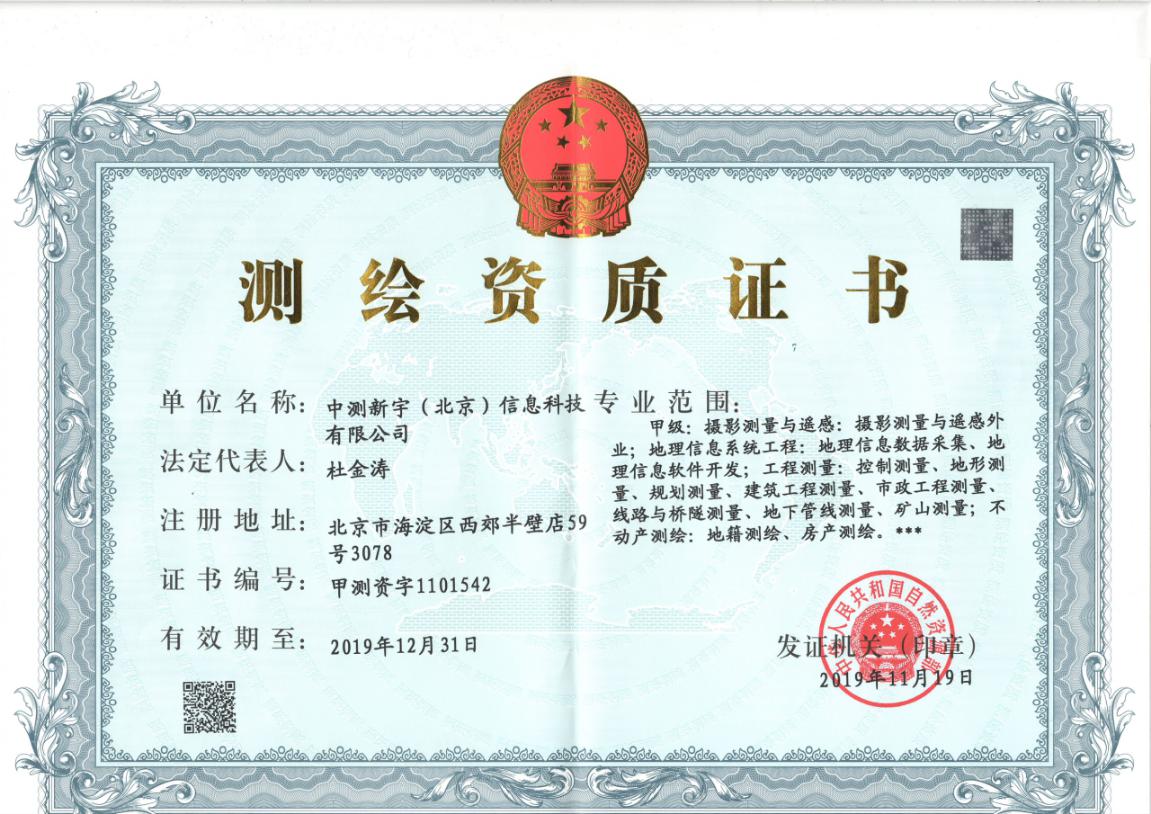 测绘资质证书
单位名称：中测新宇（北京）信息科技
有限公司
法定代表人：杜金涛
注册地址：北京市海淀区西郊半壁店59
号3078
证书编号：甲测资字1101542
有效期至：2019年12月31日
专业范围：
甲级：摄影测量与遥感：摄影测量与遥感外
业；地理信息系统工程：地理信息数据采集、地
理信息软件开发；工程测量：控制测量、地形测
量、规划测量、建筑工程测量、市政工程测量、
线路与桥隧测量、地下管线测量、矿山测量；不
动产测绘：地籍测绘、房产测绘。***
中华人民共和国自然资源部
发证机关（印章）
2019年11月19日